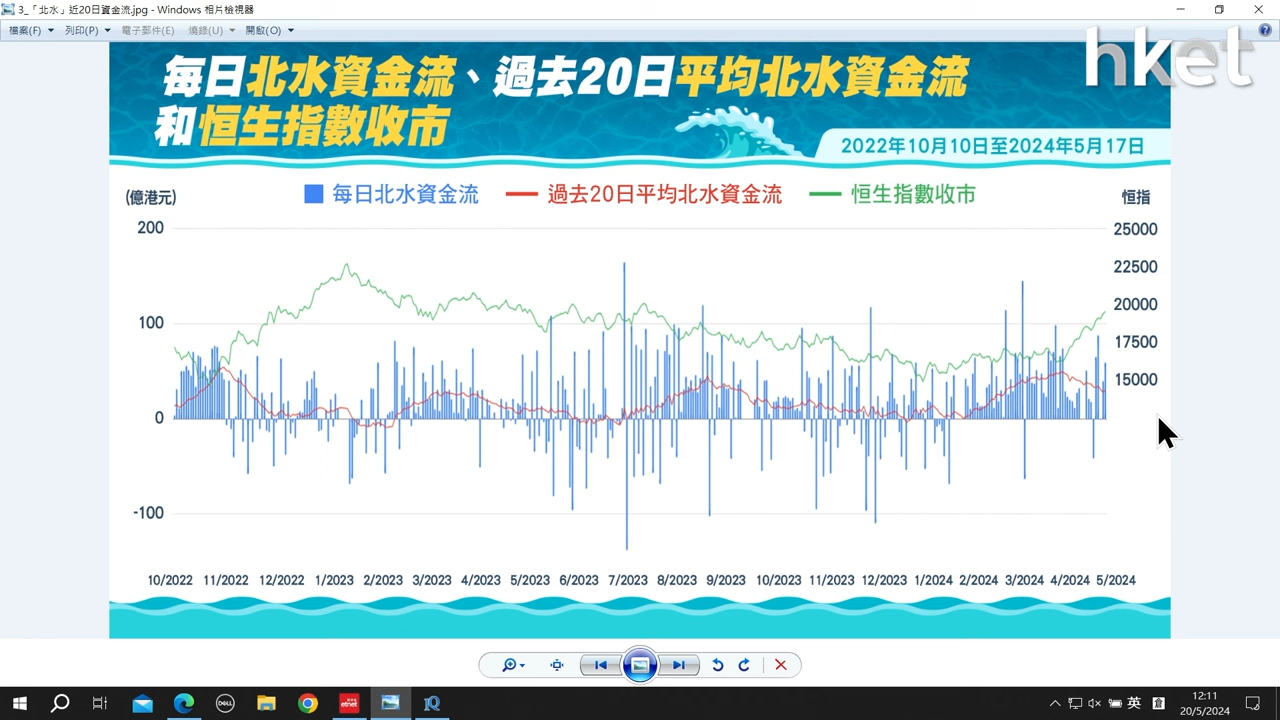 3_「北水」近20日資金流.jpg - Windows 相片檢視器
檔案(F) 列印(P) 電子郵件(E) 燒錄(U) 開啟(O)
hket
每日北水資金流、過去20日平均北水資金流
和恒生指數收市
2022年10月10日至2024年5月17日
(億港元) 每日北水資金流 過去20日平均北水資金流 恒生指數收市 恒指
200 25000
22500
20000
100
17500
15000
0
-100
10/2022 11/2022 12/2022 1/2023 2/2023 3/2023 4/2023 5/2023 6/2023 7/2023 8/2023 9/2023 10/2023 11/2023 12/2023 1/2024 2/2024 3/2024 4/2024 5/2024
DELL etnet IQ 英 倉 12:11
20/5/2024